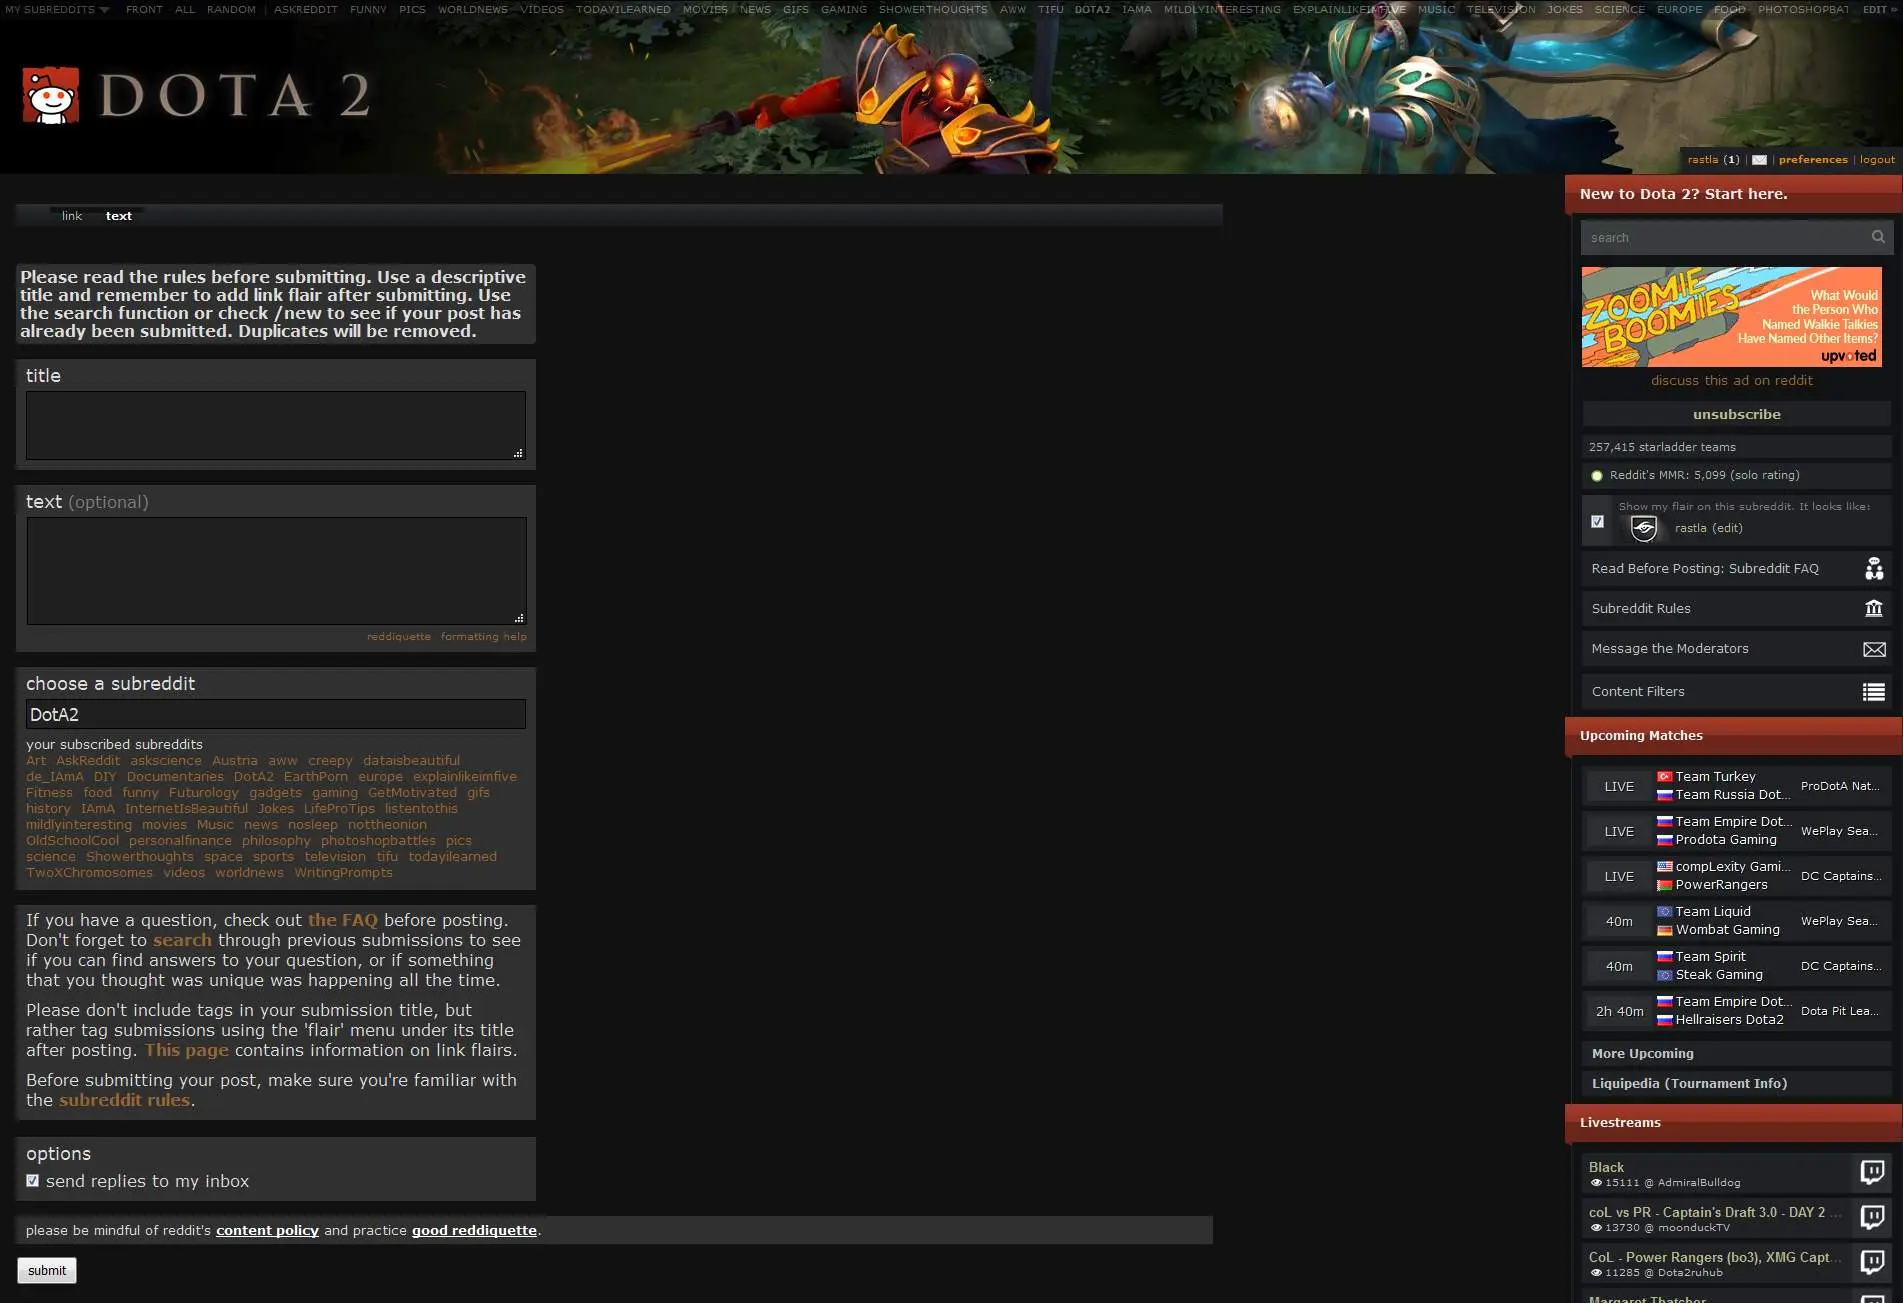 MY SUBREDDITS FRONT ALL RANDOM | ASKREDDIT FUNNY PICS WORLDNEWS VIDEOS TODAYILEARNED MOVIES NEWS GIFS GAMING SHOWERTHOUGHTS AWW TIFU DOTA2 IAMA MILDLYINTERESTING EXPLAINLIKEIMFIVE MUSIC TELEVISION JOKES SCIENCE EUROPE FOOD PHOTOSHOPBAT EDIT »
DOTA 2
rastla (1) | | preferences | logout
link text
Please read the rules before submitting. Use a descriptive
title and remember to add link flair after submitting. Use
the search function or check /new to see if your post has
already been submitted. Duplicates will be removed.
title
text (optional)
reddiquette formatting help
choose a subreddit
DotA2
your subscribed subreddits
Art AskReddit askscience Austria aww creepy dataisbeautiful
de_IAmA DIY Documentaries DotA2 EarthPorn europe explainlikeimfive
Fitness food funny Futurology gadgets gaming GetMotivated gifs
history IAmA InternetIsBeautiful Jokes LifeProTips listentothis
mildlyinteresting movies Music news nosleep nottheonion
OldSchoolCool personalfinance philosophy photoshopbattles pics
science Showerthoughts space sports television tifu todayilearned
TwoXChromosomes videos worldnews WritingPrompts
If you have a question, check out the FAQ before posting.
Don't forget to search through previous submissions to see
if you can find answers to your question, or if something
that you thought was unique was happening all the time.
Please don't include tags in your submission title, but
rather tag submissions using the 'flair' menu under its title
after posting. This page contains information on link flairs.
Before submitting your post, make sure you're familiar with
the subreddit rules.
options
send replies to my inbox
please be mindful of reddit's content policy and practice good reddiquette.
submit
New to Dota 2? Start here.
search
ZOOMIE
BOOMIES
What Would
the Person Who
Named Walkie Talkies
Have Named Other Items?
upvoted
discuss this ad on reddit
unsubscribe
257,415 starladder teams
Reddit's MMR: 5,099 (solo rating)
Show my flair on this subreddit. It looks like:
rastla (edit)
Read Before Posting: Subreddit FAQ
Subreddit Rules
Message the Moderators
Content Filters
Upcoming Matches
LIVE Team Turkey ProDotA Nat...
Team Russia Dot...
LIVE Team Empire Dot... WePlay Sea...
Prodota Gaming
LIVE compLexity Gami... DC Captains...
PowerRangers
40m Team Liquid WePlay Sea...
Wombat Gaming
40m Team Spirit DC Captains...
Steak Gaming
2h 40m Team Empire Dot... Dota Pit Lea...
Hellraisers Dota2
More Upcoming
Liquipedia (Tournament Info)
Livestreams
Black
15111 @ AdmiralBulldog
coL vs PR - Captain's Draft 3.0 - DAY 2 ...
13730 @ moonduckTV
CoL - Power Rangers (bo3), XMG Capt...
11285 @ Dota2ruhub
Margaret Thatcher